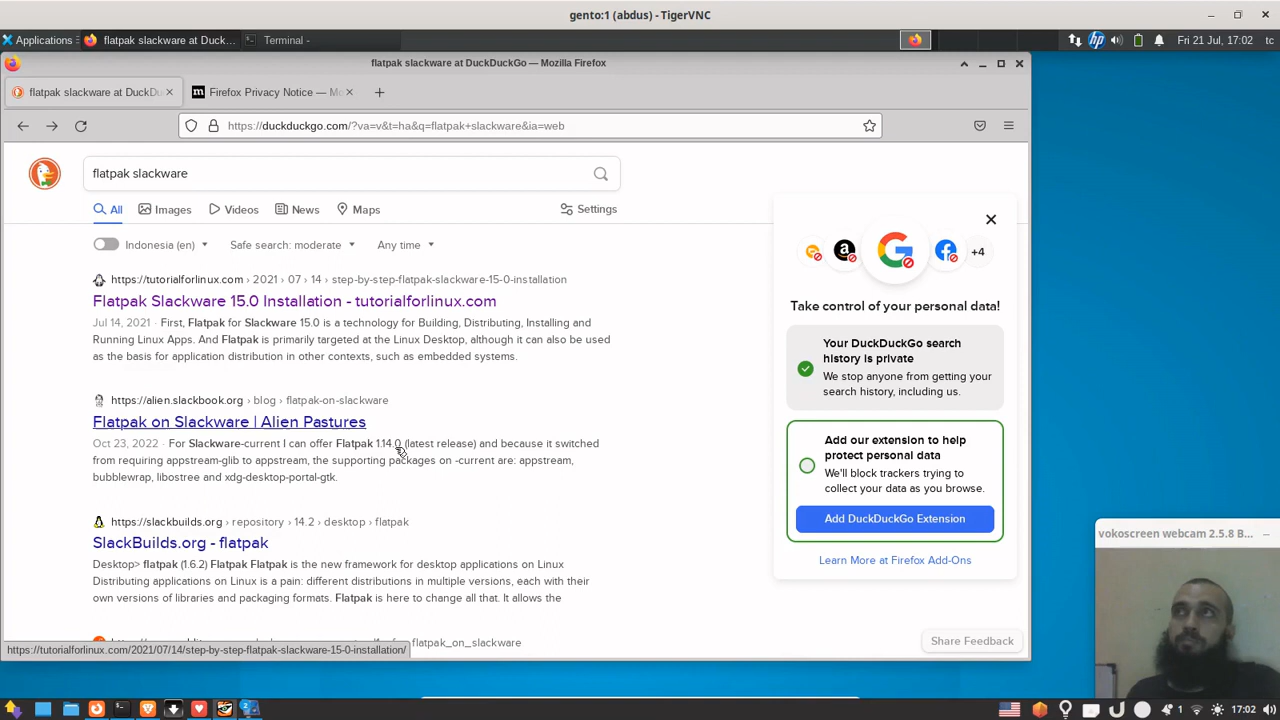 gento:1 (abdus) - TigerVNC
Applications
flatpak slackware at Duck...
Terminal -
Fri 21 Jul, 17:02
tc
flatpak slackware at DuckDuckGo — Mozilla Firefox
flatpak slackware at DuckDu
Firefox Privacy Notice — Mo
https://duckduckgo.com/?va=v&t=ha&q=flatpak+slackware&ia=web
flatpak slackware
All
Images
Videos
News
Maps
Settings
Indonesia (en)
Safe search: moderate
Any time
https://tutorialforlinux.com › 2021 › 07 › 14 › step-by-step-flatpak-slackware-15-0-installation
Flatpak Slackware 15.0 Installation - tutorialforlinux.com
Jul 14, 2021 · First, Flatpak for Slackware 15.0 is a technology for Building, Distributing, Installing and
Running Linux Apps. And Flatpak is primarily targeted at the Linux Desktop, although it can also be used
as the basis for application distribution in other contexts, such as embedded systems.
https://alien.slackbook.org › blog › flatpak-on-slackware
Flatpak on Slackware | Alien Pastures
Oct 23, 2022 · For Slackware-current I can offer Flatpak 1.14.0 (latest release) and because it switched
from requiring appstream-glib to appstream, the supporting packages on -current are: appstream,
bubblewrap, libostree and xdg-desktop-portal-gtk.
https://slackbuilds.org › repository › 14.2 › desktop › flatpak
SlackBuilds.org - flatpak
Desktop> flatpak (1.6.2) Flatpak Flatpak is the new framework for desktop applications on Linux
Distributing applications on Linux is a pain: different distributions in multiple versions, each with their
own versions of libraries and packaging formats. Flatpak is here to change all that. It allows the
flatpak_on_slackware
https://tutorialforlinux.com/2021/07/14/step-by-step-flatpak-slackware-15-0-installation/
+4
Take control of your personal data!
Your DuckDuckGo search
history is private
We stop anyone from getting your
search history, including us.
Add our extension to help
protect personal data
We'll block trackers trying to
collect your data as you browse.
Add DuckDuckGo Extension
Learn More at Firefox Add-Ons
Share Feedback
vokoscreen webcam 2.5.8 B...
1
17:02